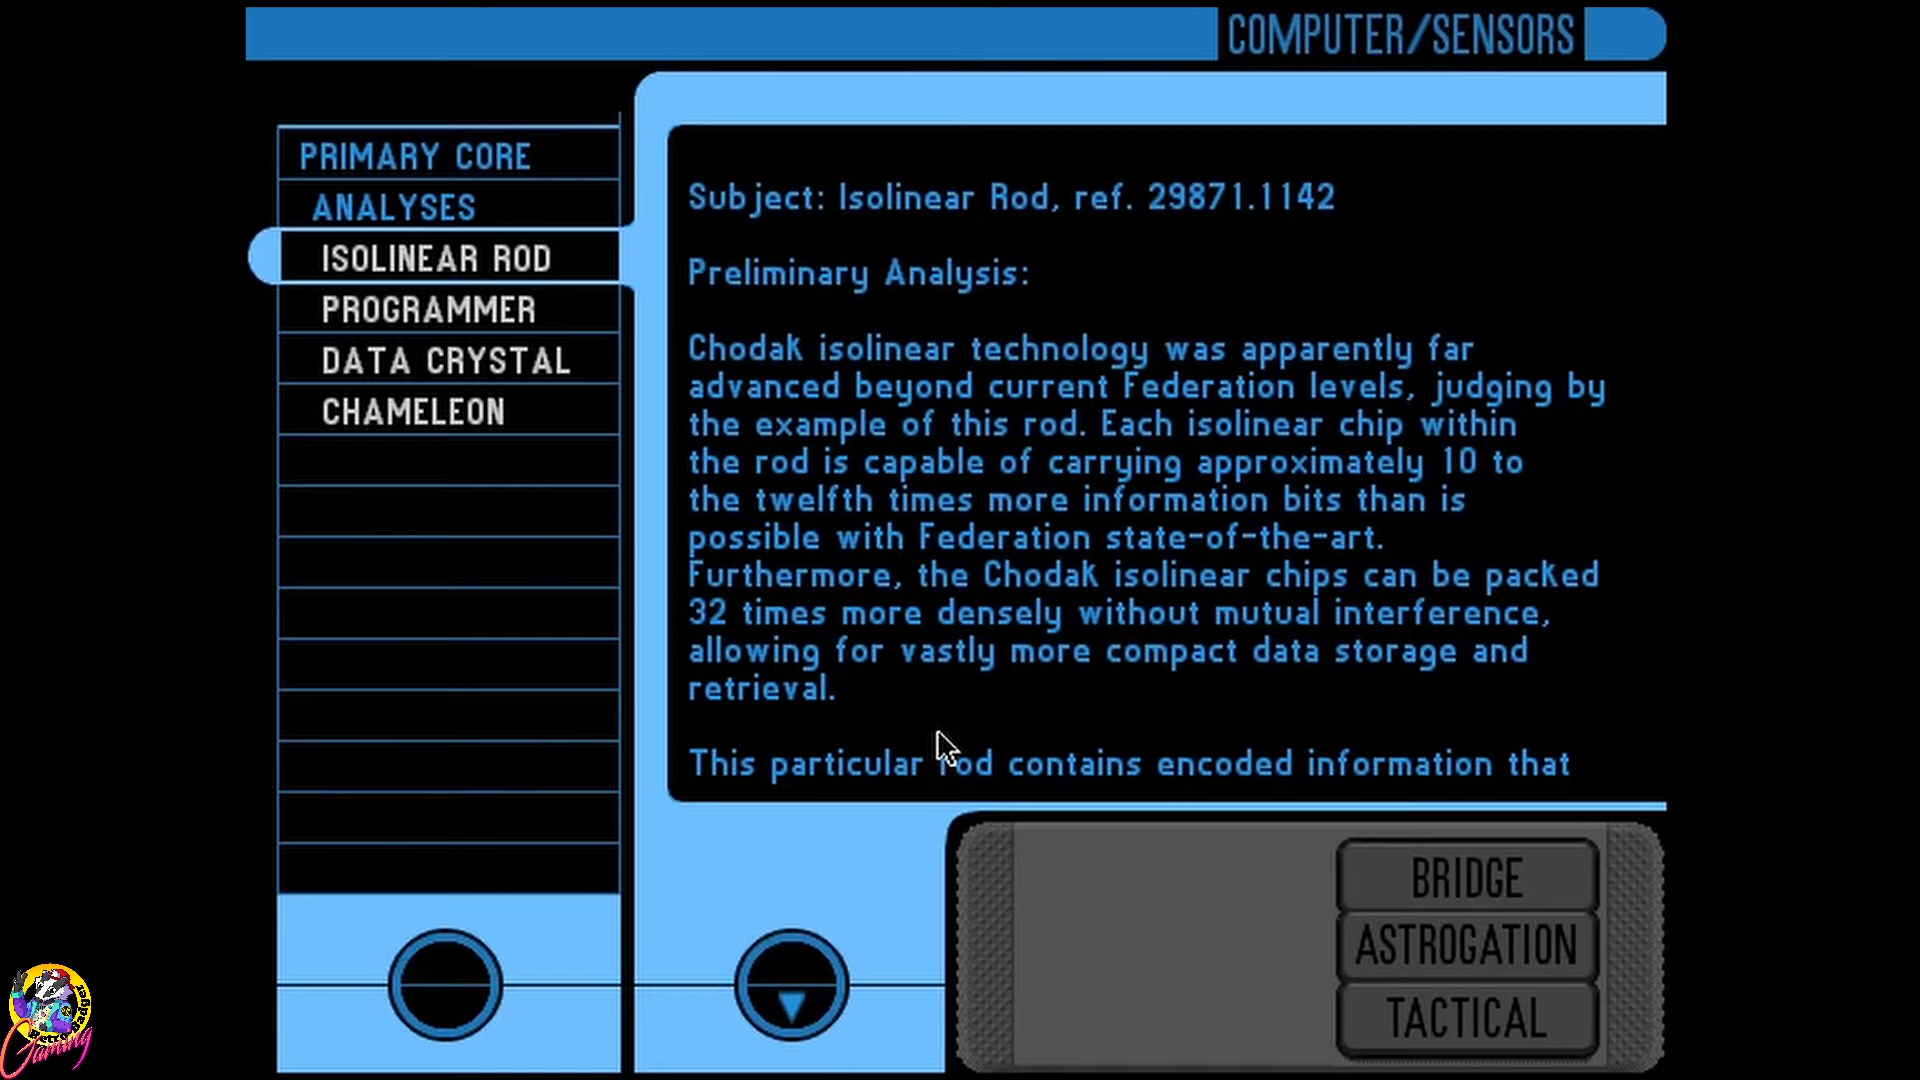 COMPUTER/SENSORS
PRIMARY CORE
ANALYSES
ISOLINEAR ROD
PROGRAMMER
DATA CRYSTAL
CHAMELEON
Subject: Isolinear Rod, ref. 29871.1142
Preliminary Analysis:
Chodak isolinear technology was apparently far
advanced beyond current Federation levels, judging by
the example of this rod. Each isolinear chip within
the rod is capable of carrying approximately 10 to
the twelfth times more information bits than is
possible with Federation state-of-the-art.
Furthermore, the Chodak isolinear chips can be packed
32 times more densely without mutual interference,
allowing for vastly more compact data storage and
retrieval.
This particular rod contains encoded information that
BRIDGE
ASTROGATION
TACTICAL
Retro Badger
Gaming